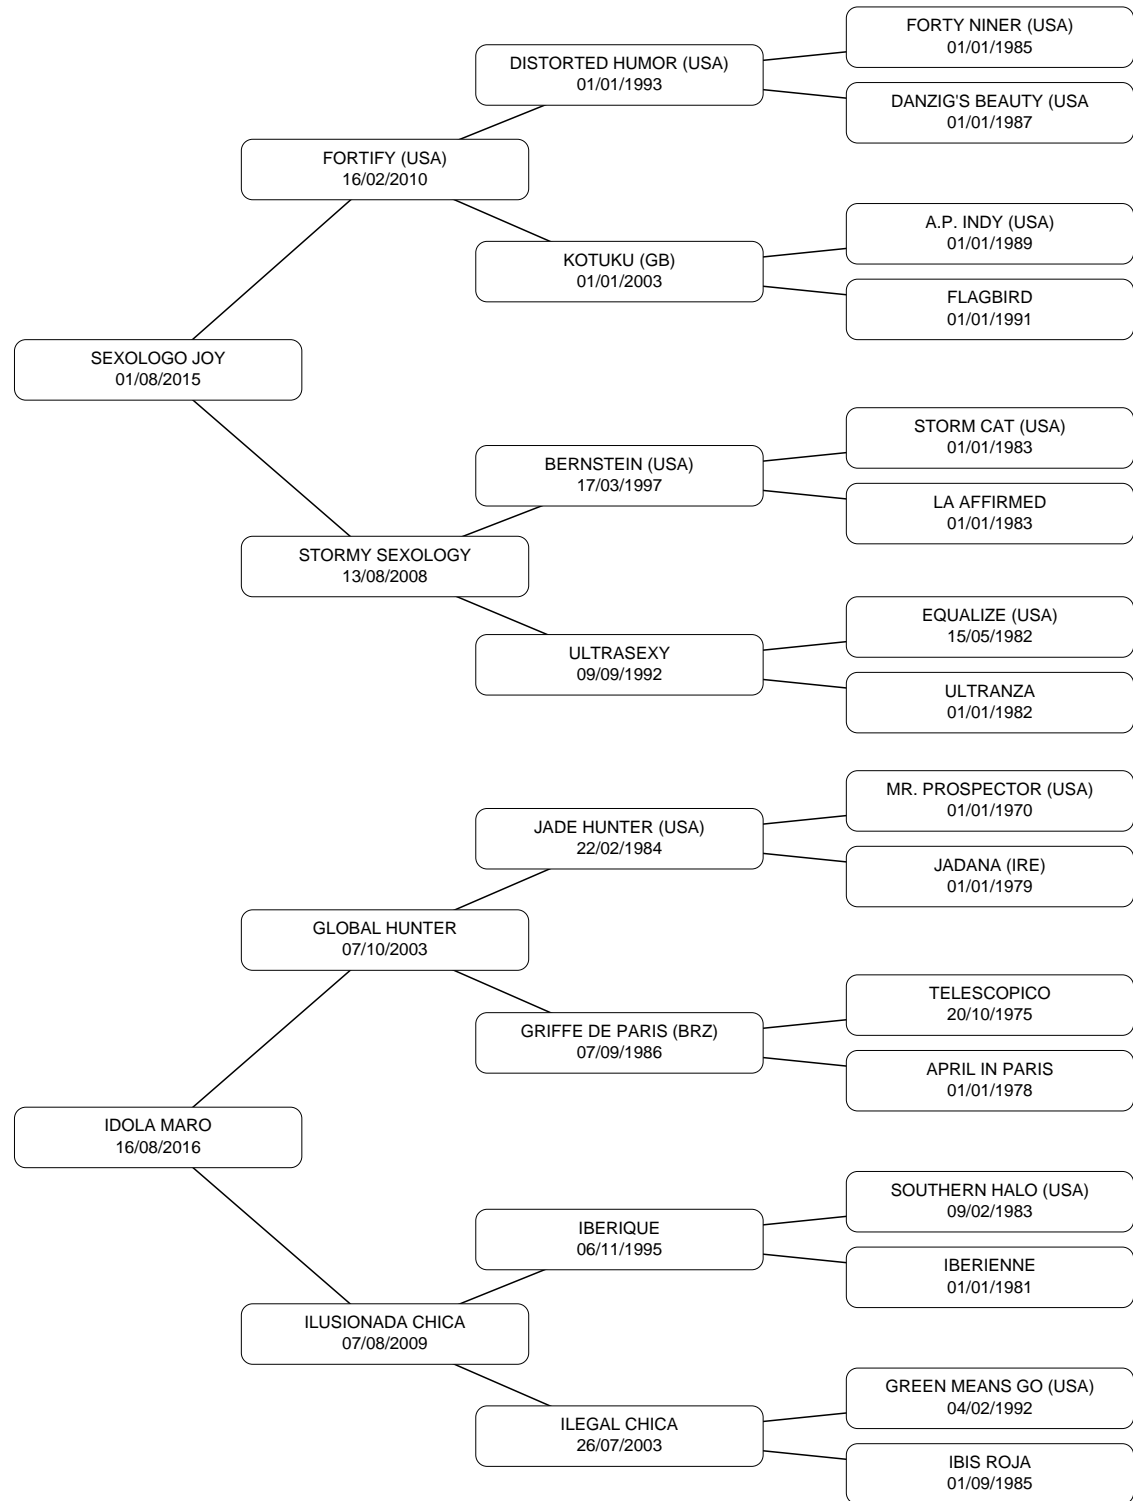 FORTY NINER (USA)
01/01/1985
DISTORTED HUMOR (USA)
01/01/1993
DANZIG'S BEAUTY (USA
01/01/1987
FORTIFY (USA)
16/02/2010
A.P. INDY (USA)
01/01/1989
KOTUKU (GB)
01/01/2003
FLAGBIRD
01/01/1991
SEXOLOGO JOY
01/08/2015
STORM CAT (USA)
01/01/1983
BERNSTEIN (USA)
17/03/1997
LA AFFIRMED
01/01/1983
STORMY SEXOLOGY
13/08/2008
EQUALIZE (USA)
15/05/1982
ULTRASEXY
09/09/1992
ULTRANZA
01/01/1982
MR. PROSPECTOR (USA)
01/01/1970
JADE HUNTER (USA)
22/02/1984
JADANA (IRE)
01/01/1979
GLOBAL HUNTER
07/10/2003
TELESCOPICO
20/10/1975
GRIFFE DE PARIS (BRZ)
07/09/1986
APRIL IN PARIS
01/01/1978
IDOLA MARO
16/08/2016
SOUTHERN HALO (USA)
09/02/1983
IBERIQUE
06/11/1995
IBERIENNE
01/01/1981
ILUSIONADA CHICA
07/08/2009
GREEN MEANS GO (USA)
04/02/1992
ILEGAL CHICA
26/07/2003
IBIS ROJA
01/09/1985